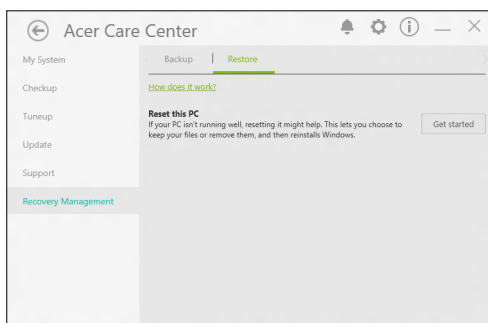 Acer Care Center
My System
Backup | Restore
Checkup
How does it work?
Tuneup
Reset this PC
If your PC isn't running well, resetting it might help. This lets you choose to
keep your files or remove them, and then reinstalls Windows.
Get started
Update
Support
Recovery Management